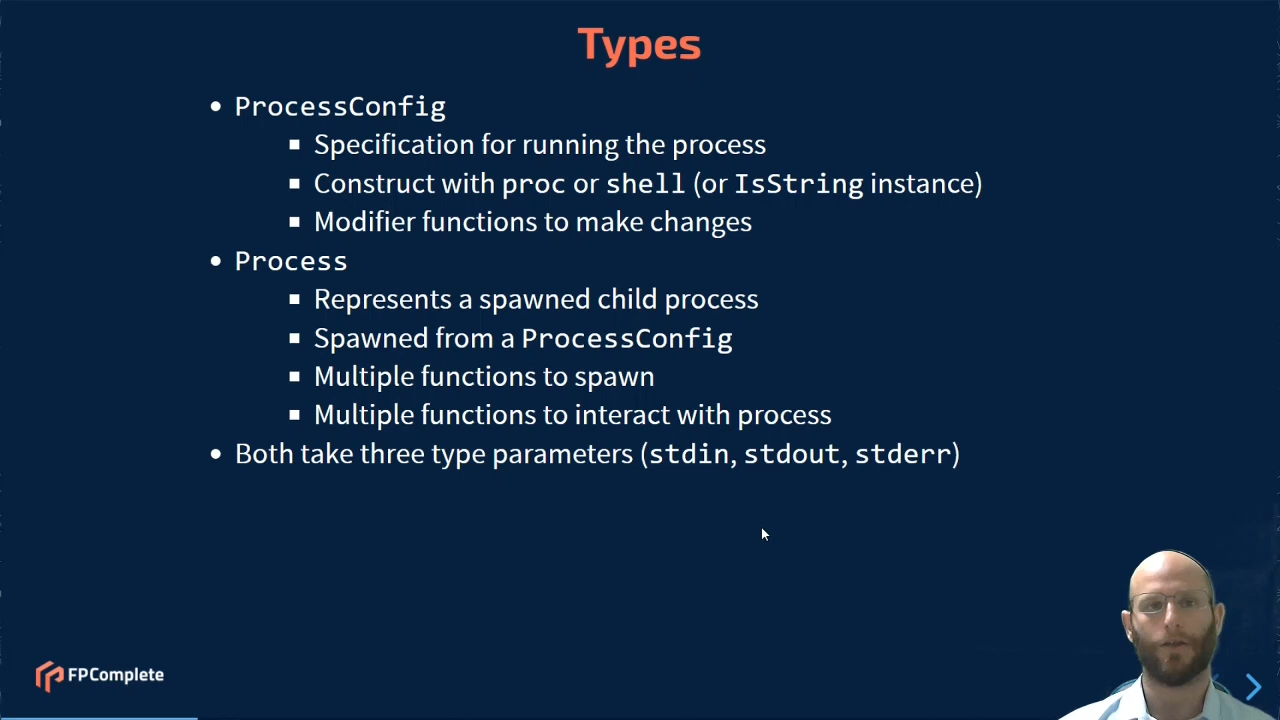 Types
ProcessConfig
Specification for running the process
Construct with proc or shell (or IsString instance)
Modifier functions to make changes
Process
Represents a spawned child process
Spawned from a ProcessConfig
Multiple functions to spawn
Multiple functions to interact with process
Both take three type parameters (stdin, stdout, stderr)
FPComplete